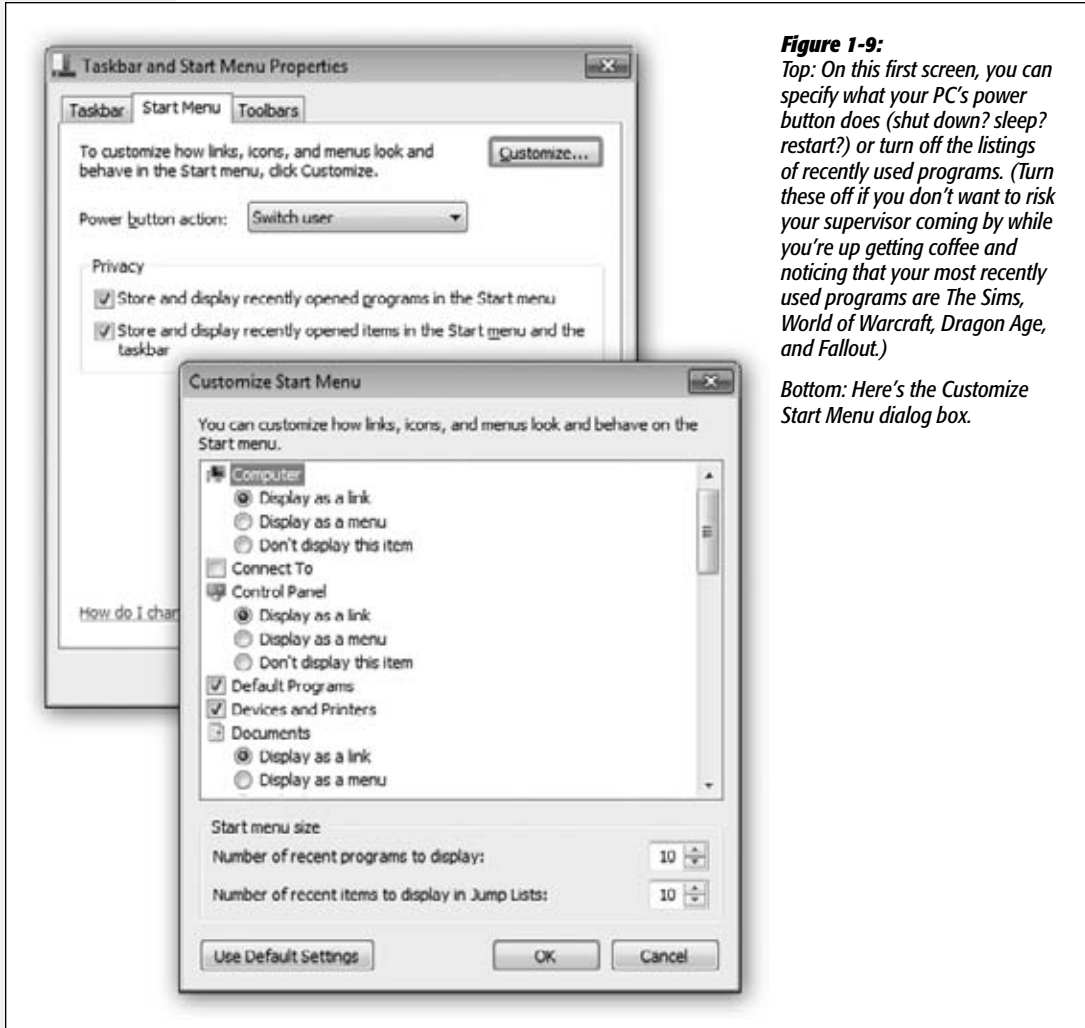 Taskbar and Start Menu Properties
Taskbar
Start Menu
Toolbars
To customize how links, icons, and menus look and
behave in the Start menu, click Customize.
Customize...
Power button action:
Switch user
Privacy
Store and display recently opened programs in the Start menu
Store and display recently opened items in the Start menu and the
taskbar
How do I
Customize Start Menu
You can customize how links, icons, and menus look and behave on the
Start menu.
Computer
Display as a link
Display as a menu
Don't display this item
Connect To
Control Panel
Display as a link
Display as a menu
Don't display this item
Default Programs
Devices and Printers
Documents
Display as a link
Display as a menu
Start menu size
Number of recent programs to display:
10
Number of recent items to display in Jump Lists:
10
Use Default Settings
OK
Cancel
Figure 1-9:
Top: On this first screen, you can
specify what your PC's power
button does (shut down? sleep?
restart?) or turn off the listings
of recently used programs. (Turn
these off if you don't want to risk
your supervisor coming by while
you're up getting coffee and
noticing that your most recently
used programs are The Sims,
World of Warcraft, Dragon Age,
and Fallout.)
Bottom: Here's the Customize
Start Menu dialog box.